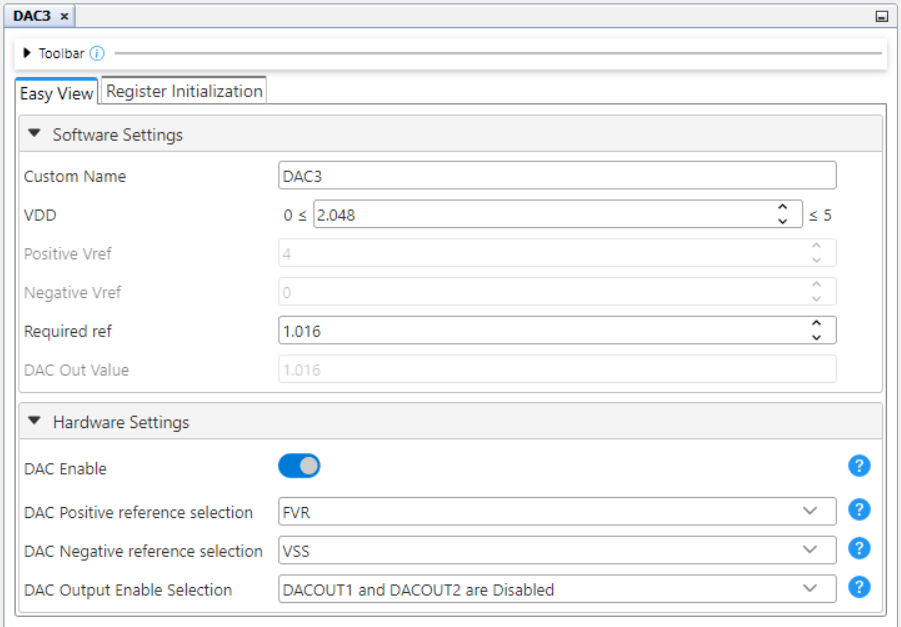 DAC3 ×
Toolbar
Easy View Register Initialization
Software Settings
Custom Name DAC3
VDD 0 ≤ 2.048 ≤ 5
Positive Vref 4
Negative Vref 0
Required ref 1.016
DAC Out Value 1.016
Hardware Settings
DAC Enable ?
DAC Positive reference selection FVR ?
DAC Negative reference selection VSS ?
DAC Output Enable Selection DACOUT1 and DACOUT2 are Disabled ?